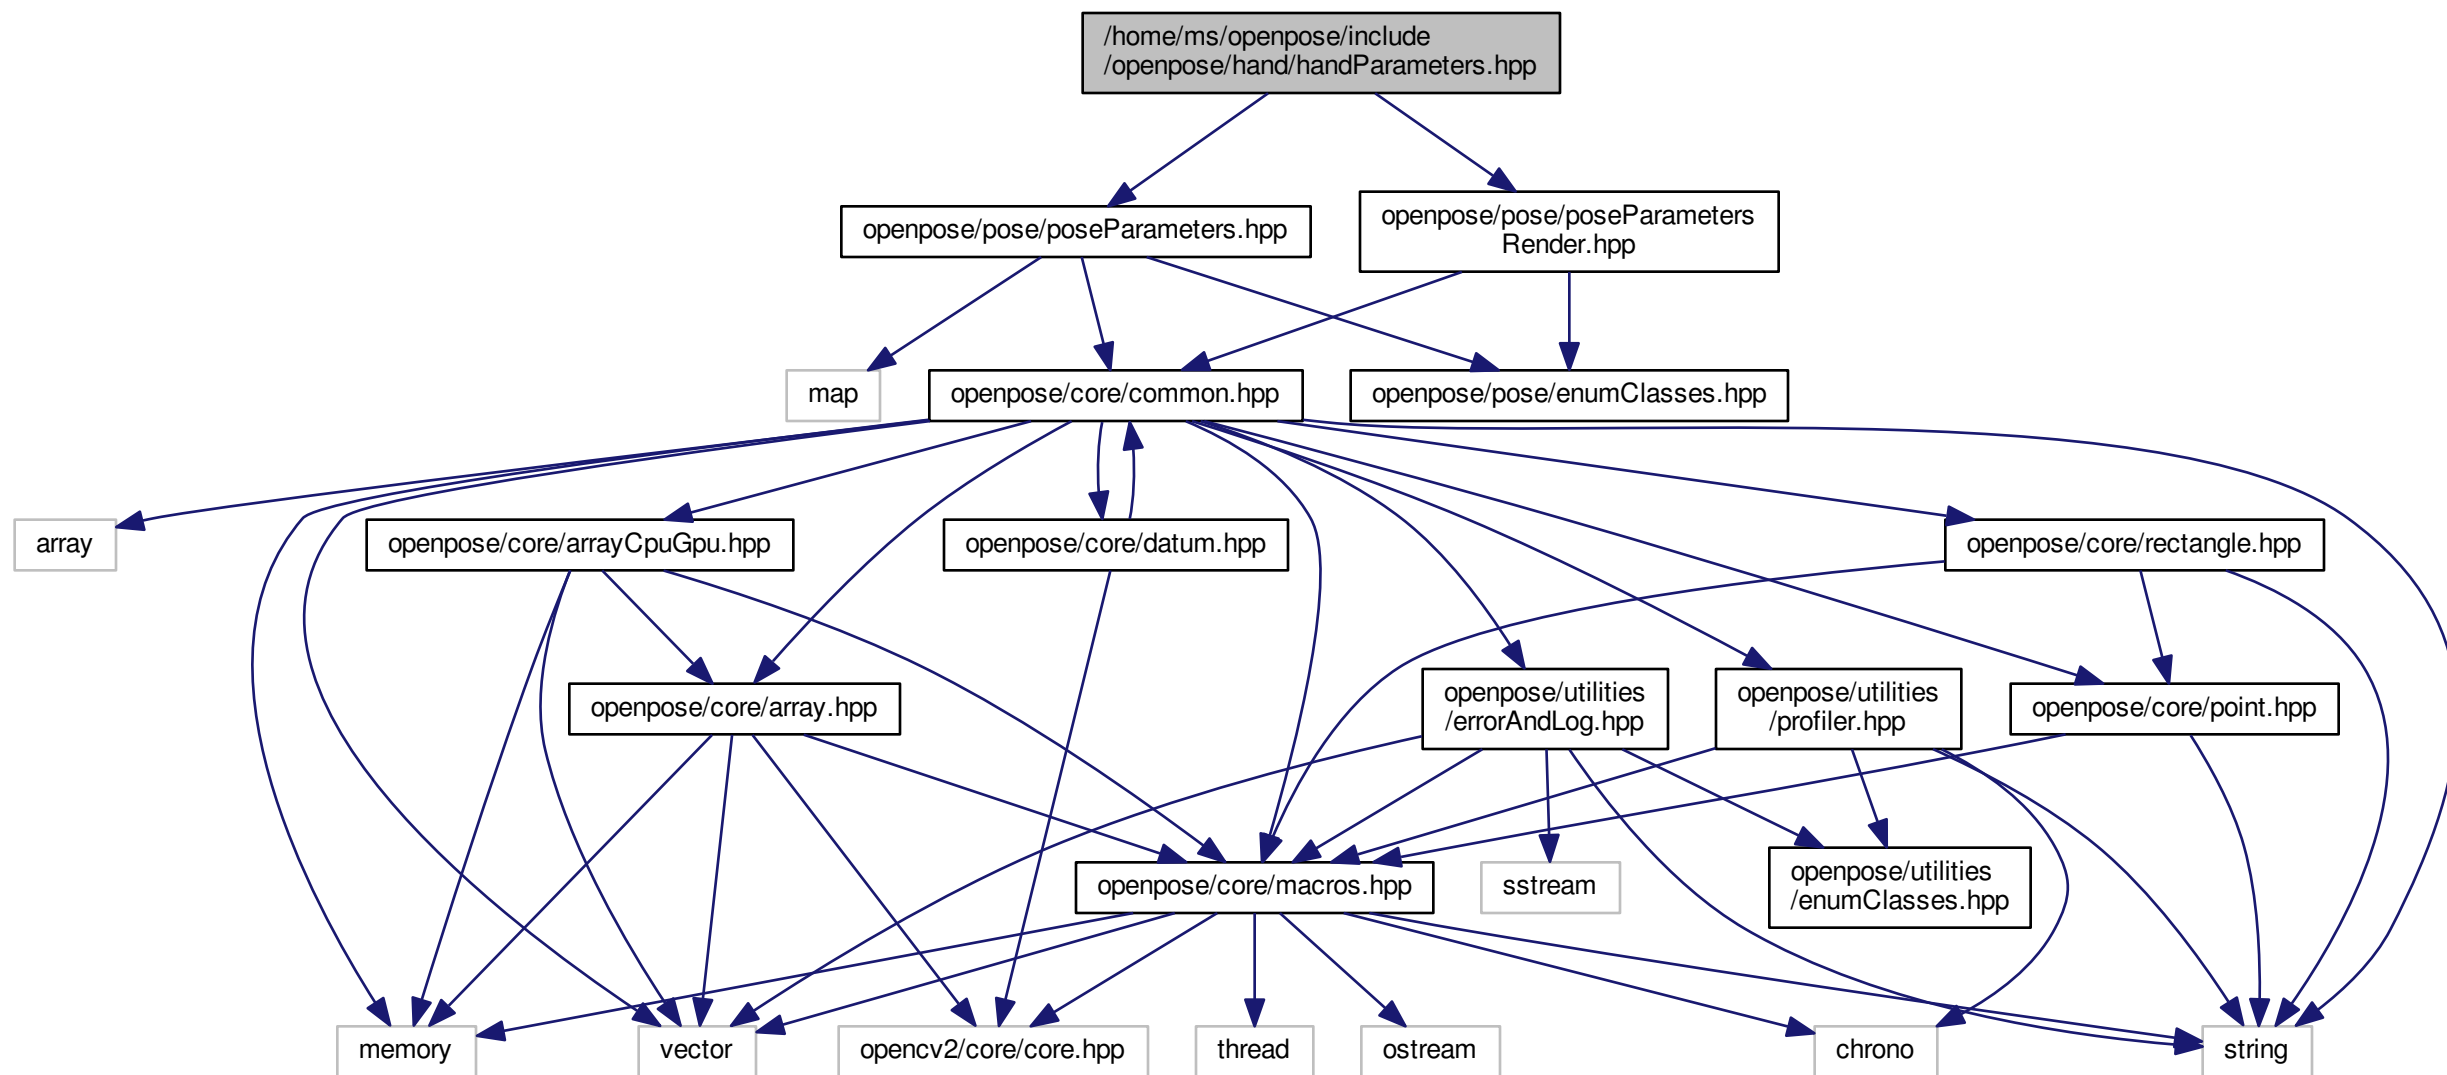 /home/ms/openpose/include
/openpose/hand/handParameters.hpp
openpose/pose/poseParameters.hpp
openpose/pose/poseParameters
Render.hpp
map
openpose/core/common.hpp
openpose/pose/enumClasses.hpp
array
openpose/core/arrayCpuGpu.hpp
openpose/core/datum.hpp
openpose/core/rectangle.hpp
openpose/core/array.hpp
openpose/utilities
/errorAndLog.hpp
openpose/utilities
/profiler.hpp
openpose/core/point.hpp
openpose/core/macros.hpp
sstream
openpose/utilities
/enumClasses.hpp
memory
vector
opencv2/core/core.hpp
thread
ostream
chrono
string